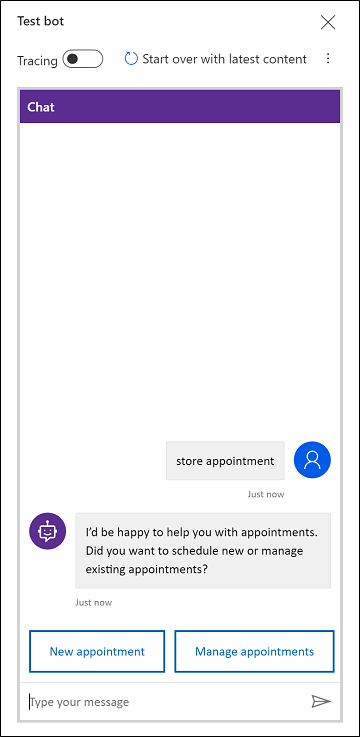 Test bot
Tracing
Start over with latest content
Chat
store appointment
Just now
I'd be happy to help you with appointments.
Did you want to schedule new or manage
existing appointments?
Just now
New appointment
Manage appointments
Type your message